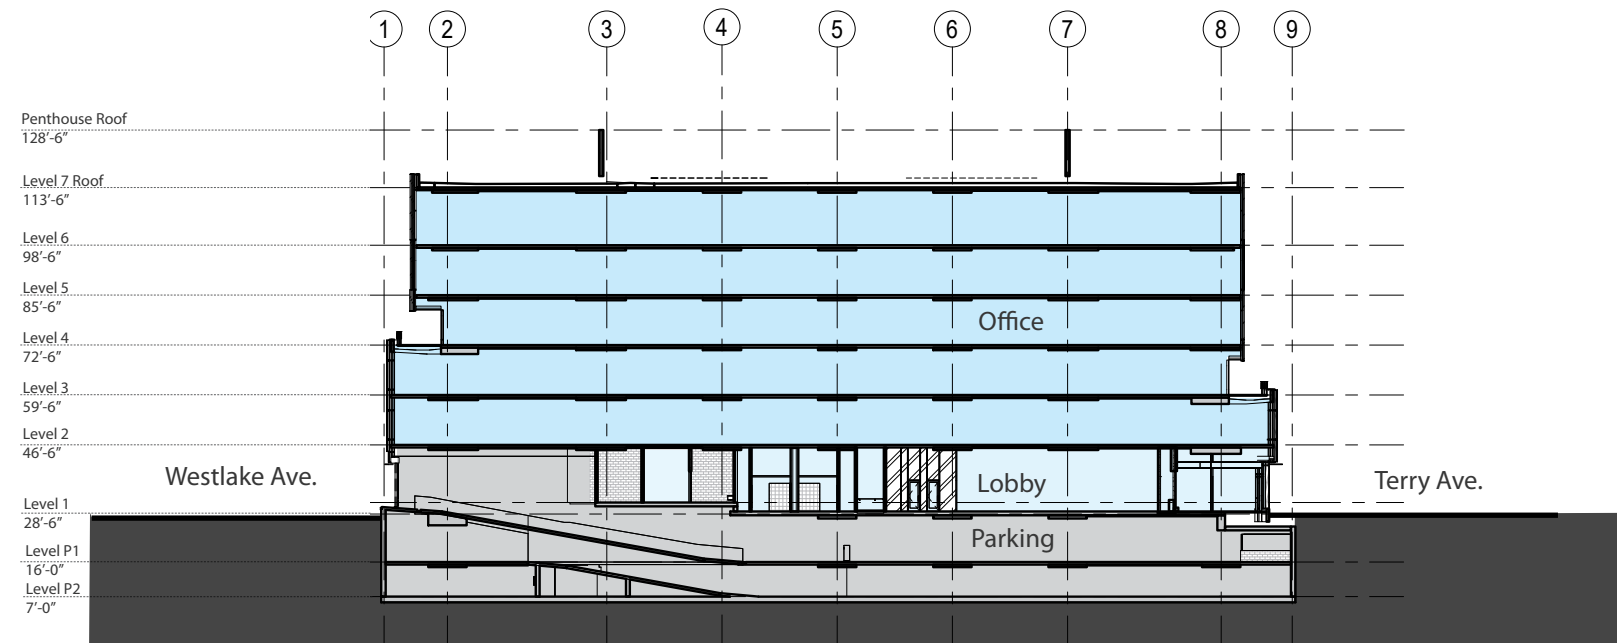 1 2 3 4 5 6 7 8 9
Penthouse Roof
128’-6”
Level 7 Roof
113’-6”
Level 6
98’-6”
Level 5
85’-6”
Office
Level 4
72’-6”
Level 3
59’-6”
Level 2
46’-6”
Westlake Ave.
Lobby
Terry Ave.
Level 1
28’-6”
Parking
Level P1
16’-0”
Level P2
7’-0”